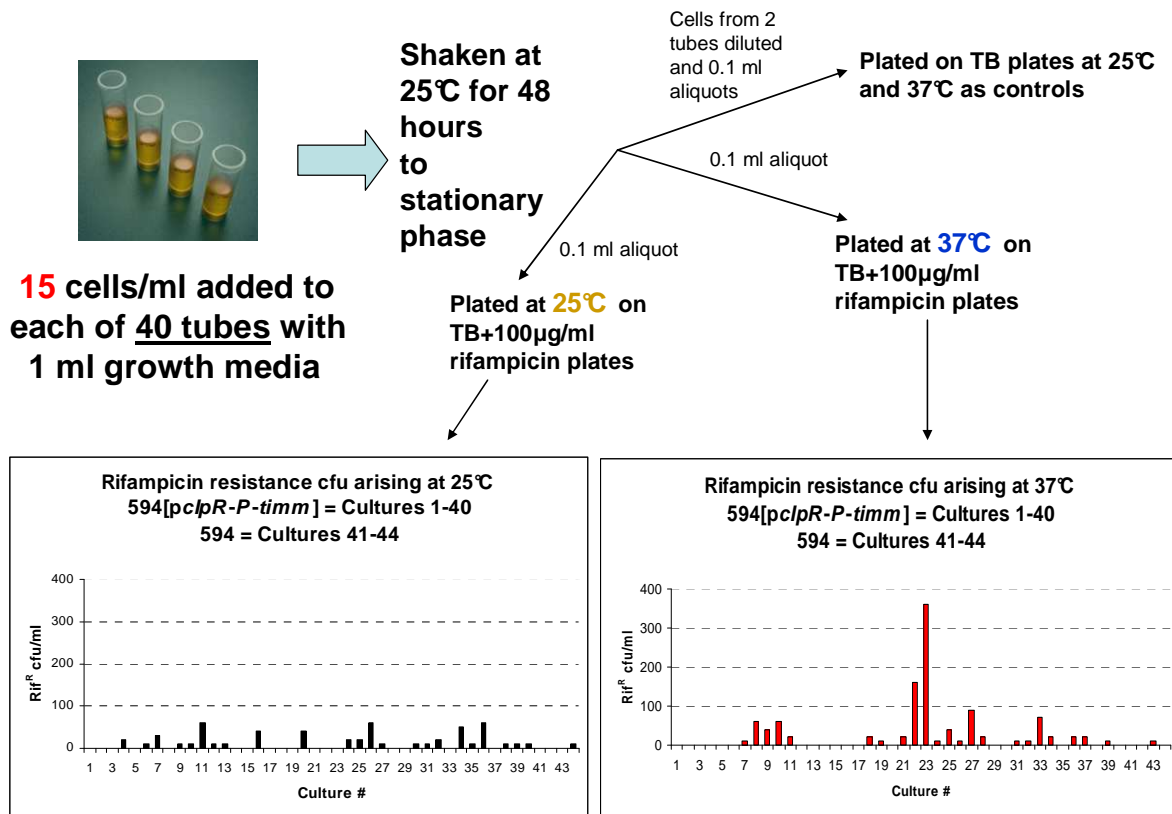 Shaken at
25°C for 48
hours
to
stationary
phase
Cells from 2
tubes diluted
and 0.1 ml
aliquots
Plated on TB plates at 25°C
and 37°C as controls
0.1 ml aliquot
0.1 ml aliquot
15 cells/ml added to
each of 40 tubes with
1 ml growth media
Plated at 25°C on
TB+100µg/ml
rifampicin plates
Plated at 37°C on
TB+100µg/ml
rifampicin plates
Rifampicin resistance cfu arising at 25°C
594[pclpR-P-timm] = Cultures 1-40
594 = Cultures 41-44
400
300
200
100
0
Rif^R cfu/ml
1 3 5 7 9 11 13 15 17 19 21 23 25 27 29 31 33 35 37 39 41 43
Culture #
Rifampicin resistance cfu arising at 37°C
594[pclpR-P-timm] = Cultures 1-40
594 = Cultures 41-44
400
300
200
100
0
Rif^R cfu/ml
1 3 5 7 9 11 13 15 17 19 21 23 25 27 29 31 33 35 37 39 41 43
Culture #